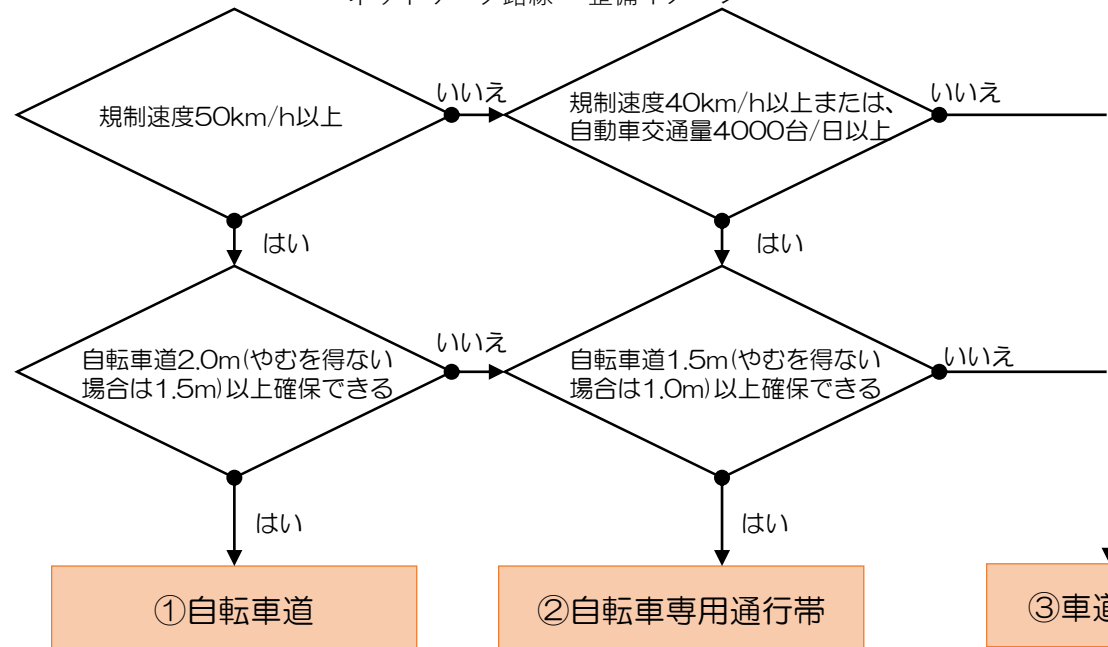 規制速度50km/h以上
いいえ
規制速度40km/h以上または、
自動車交通量4000台/日以上
いいえ
はい
はい
自転車道2.0m(やむを得ない
場合は1.5m)以上確保できる
いいえ
自転車道1.5m(やむを得ない
場合は1.0m)以上確保できる
いいえ
はい
はい
①自転車道
②自転車専用通行帯
③車道